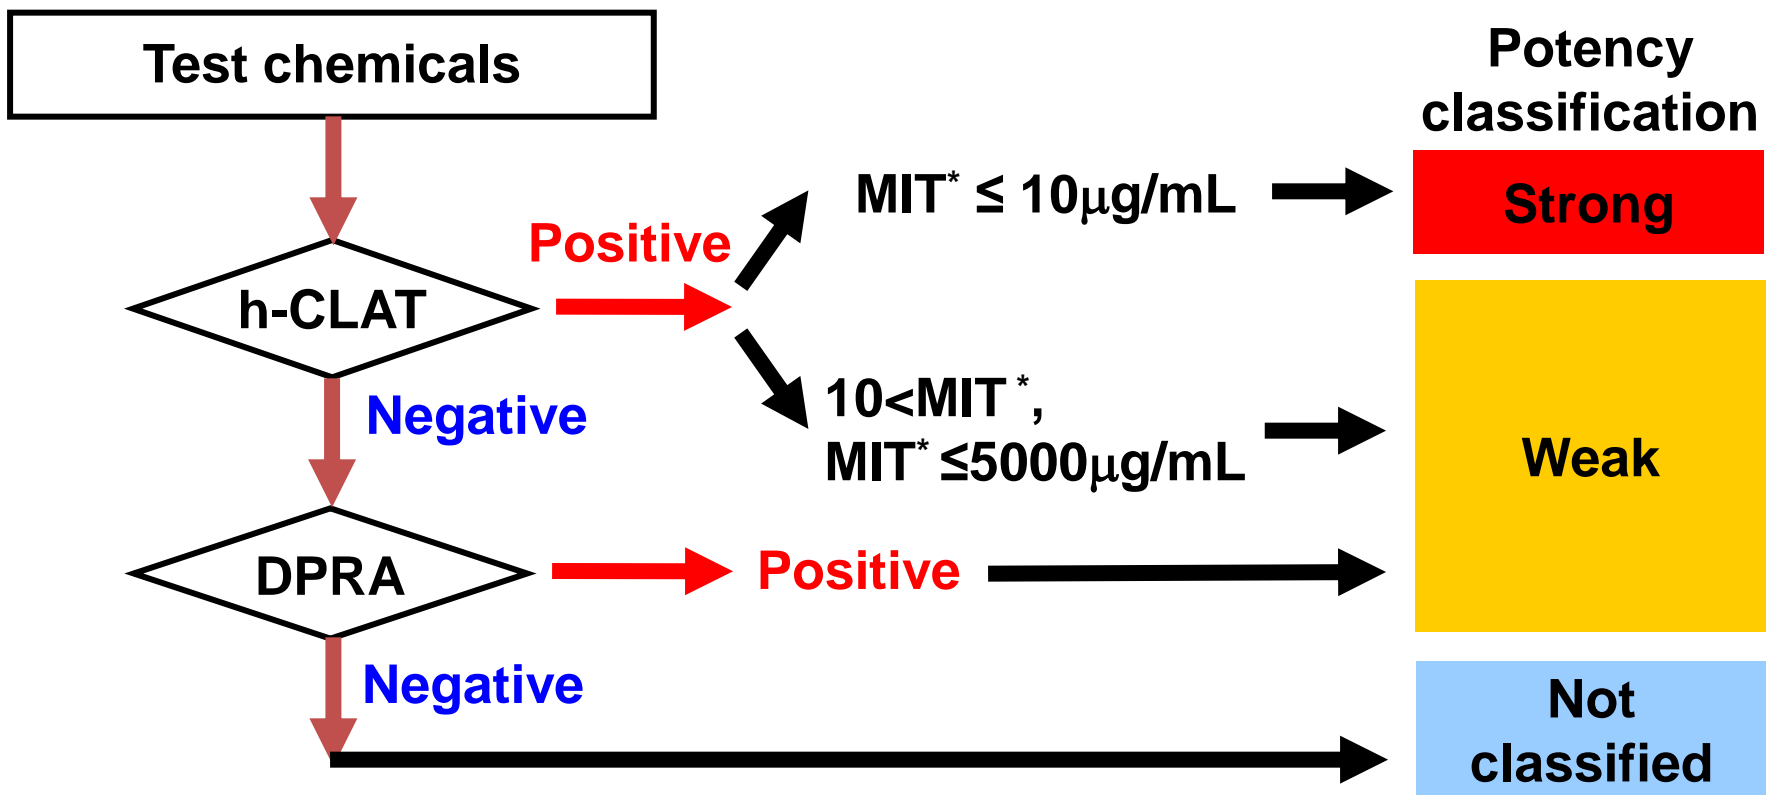 Test chemicals
Potency
classification
MIT* ≤ 10μg/mL
Strong
Positive
h-CLAT
Negative
10<MIT *,
MIT* ≤5000μg/mL
Weak
DPRA
Positive
Negative
Not
classified